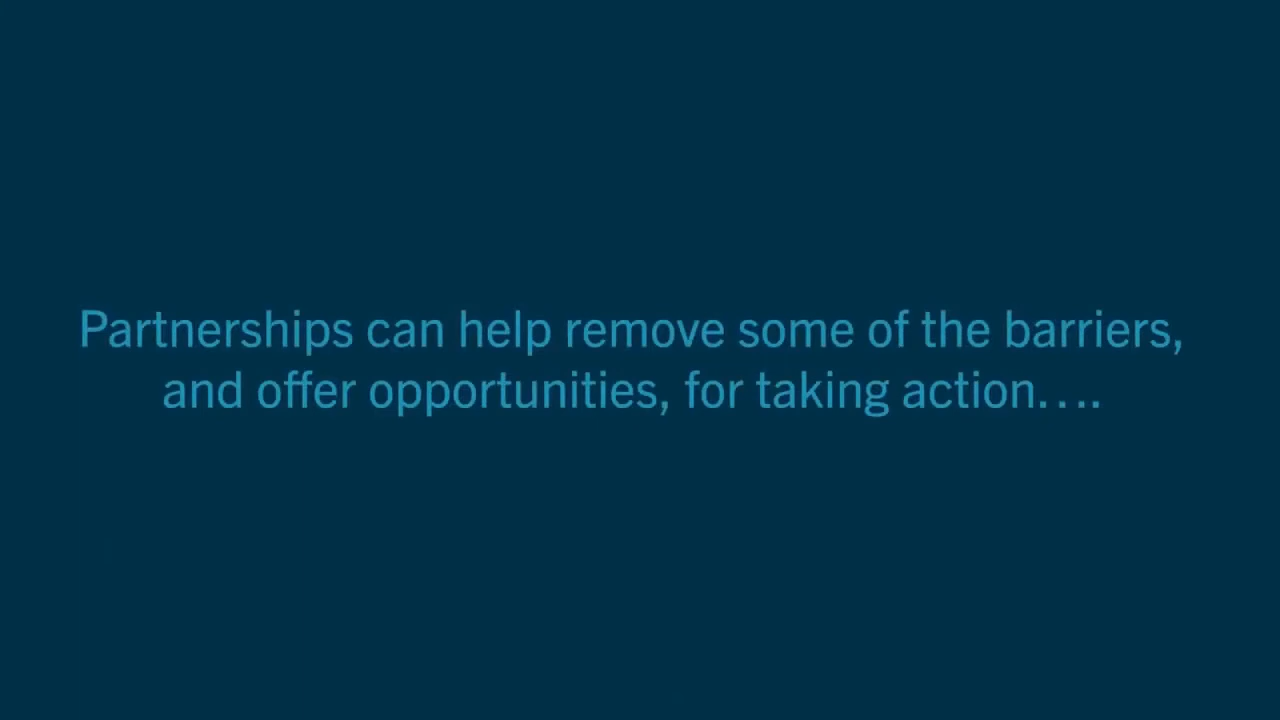 Partnerships can help remove some of the barriers,
and offer opportunities, for taking action....